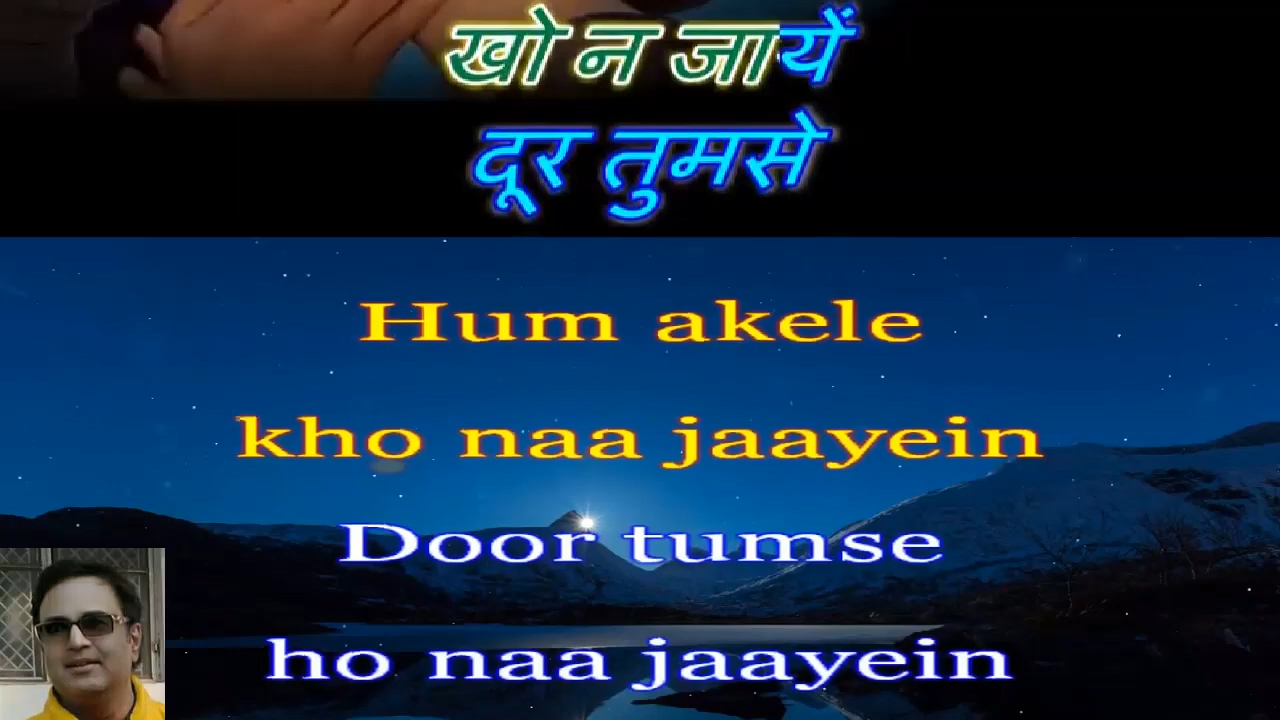 खो न जायें
दूर तुमसे
Hum akele
kho naa jaayein
Door tumse
ho naa jaayein